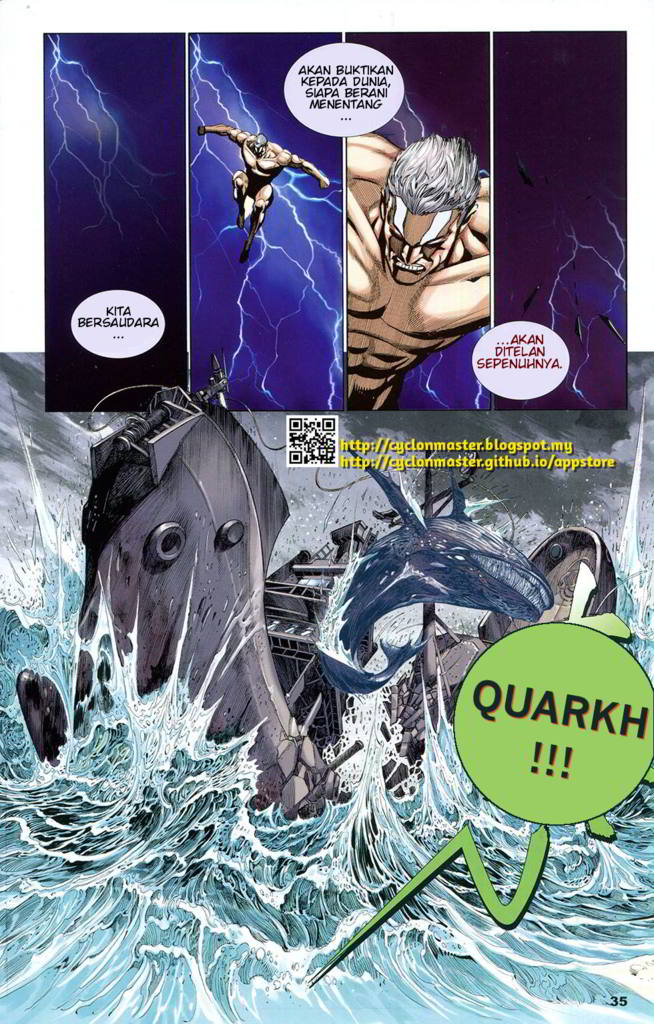 AKAN BUKTIKAN
KEPADA DUNIA,
SIAPA BERANI
MENENTANG
...
KITA
BERSAUDARA
...
...AKAN
DITELAN
SEPENUHNYA.
http://cyclonmaster.blogspot.my
http://cyclonmaster.github.io/appstore
QUARKH
!!!
35